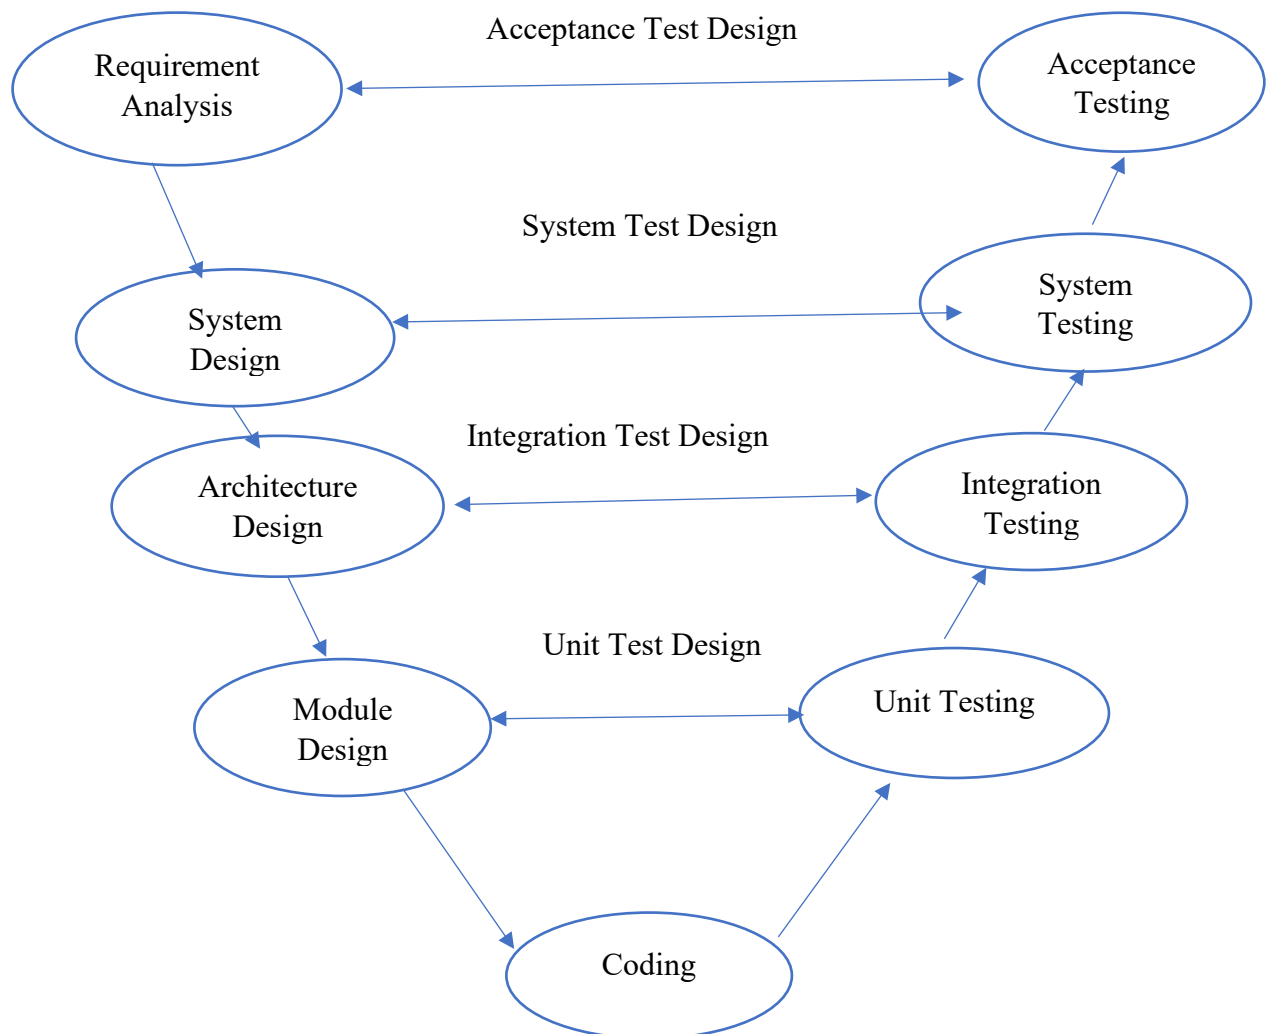 Acceptance Test Design
Requirement
Analysis
Acceptance
Testing
System Test Design
System
Design
System
Testing
Integration Test Design
Architecture
Design
Integration
Testing
Unit Test Design
Module
Design
Unit Testing
Coding